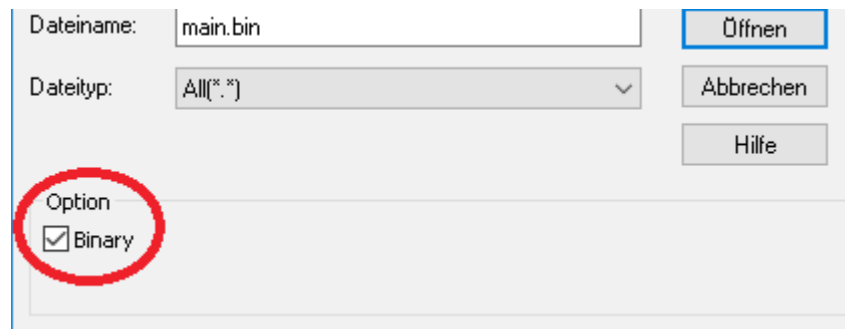 Dateiname: main.bin Öffnen
Dateityp: All(*.*) Abbrechen
Hilfe
Option
Binary